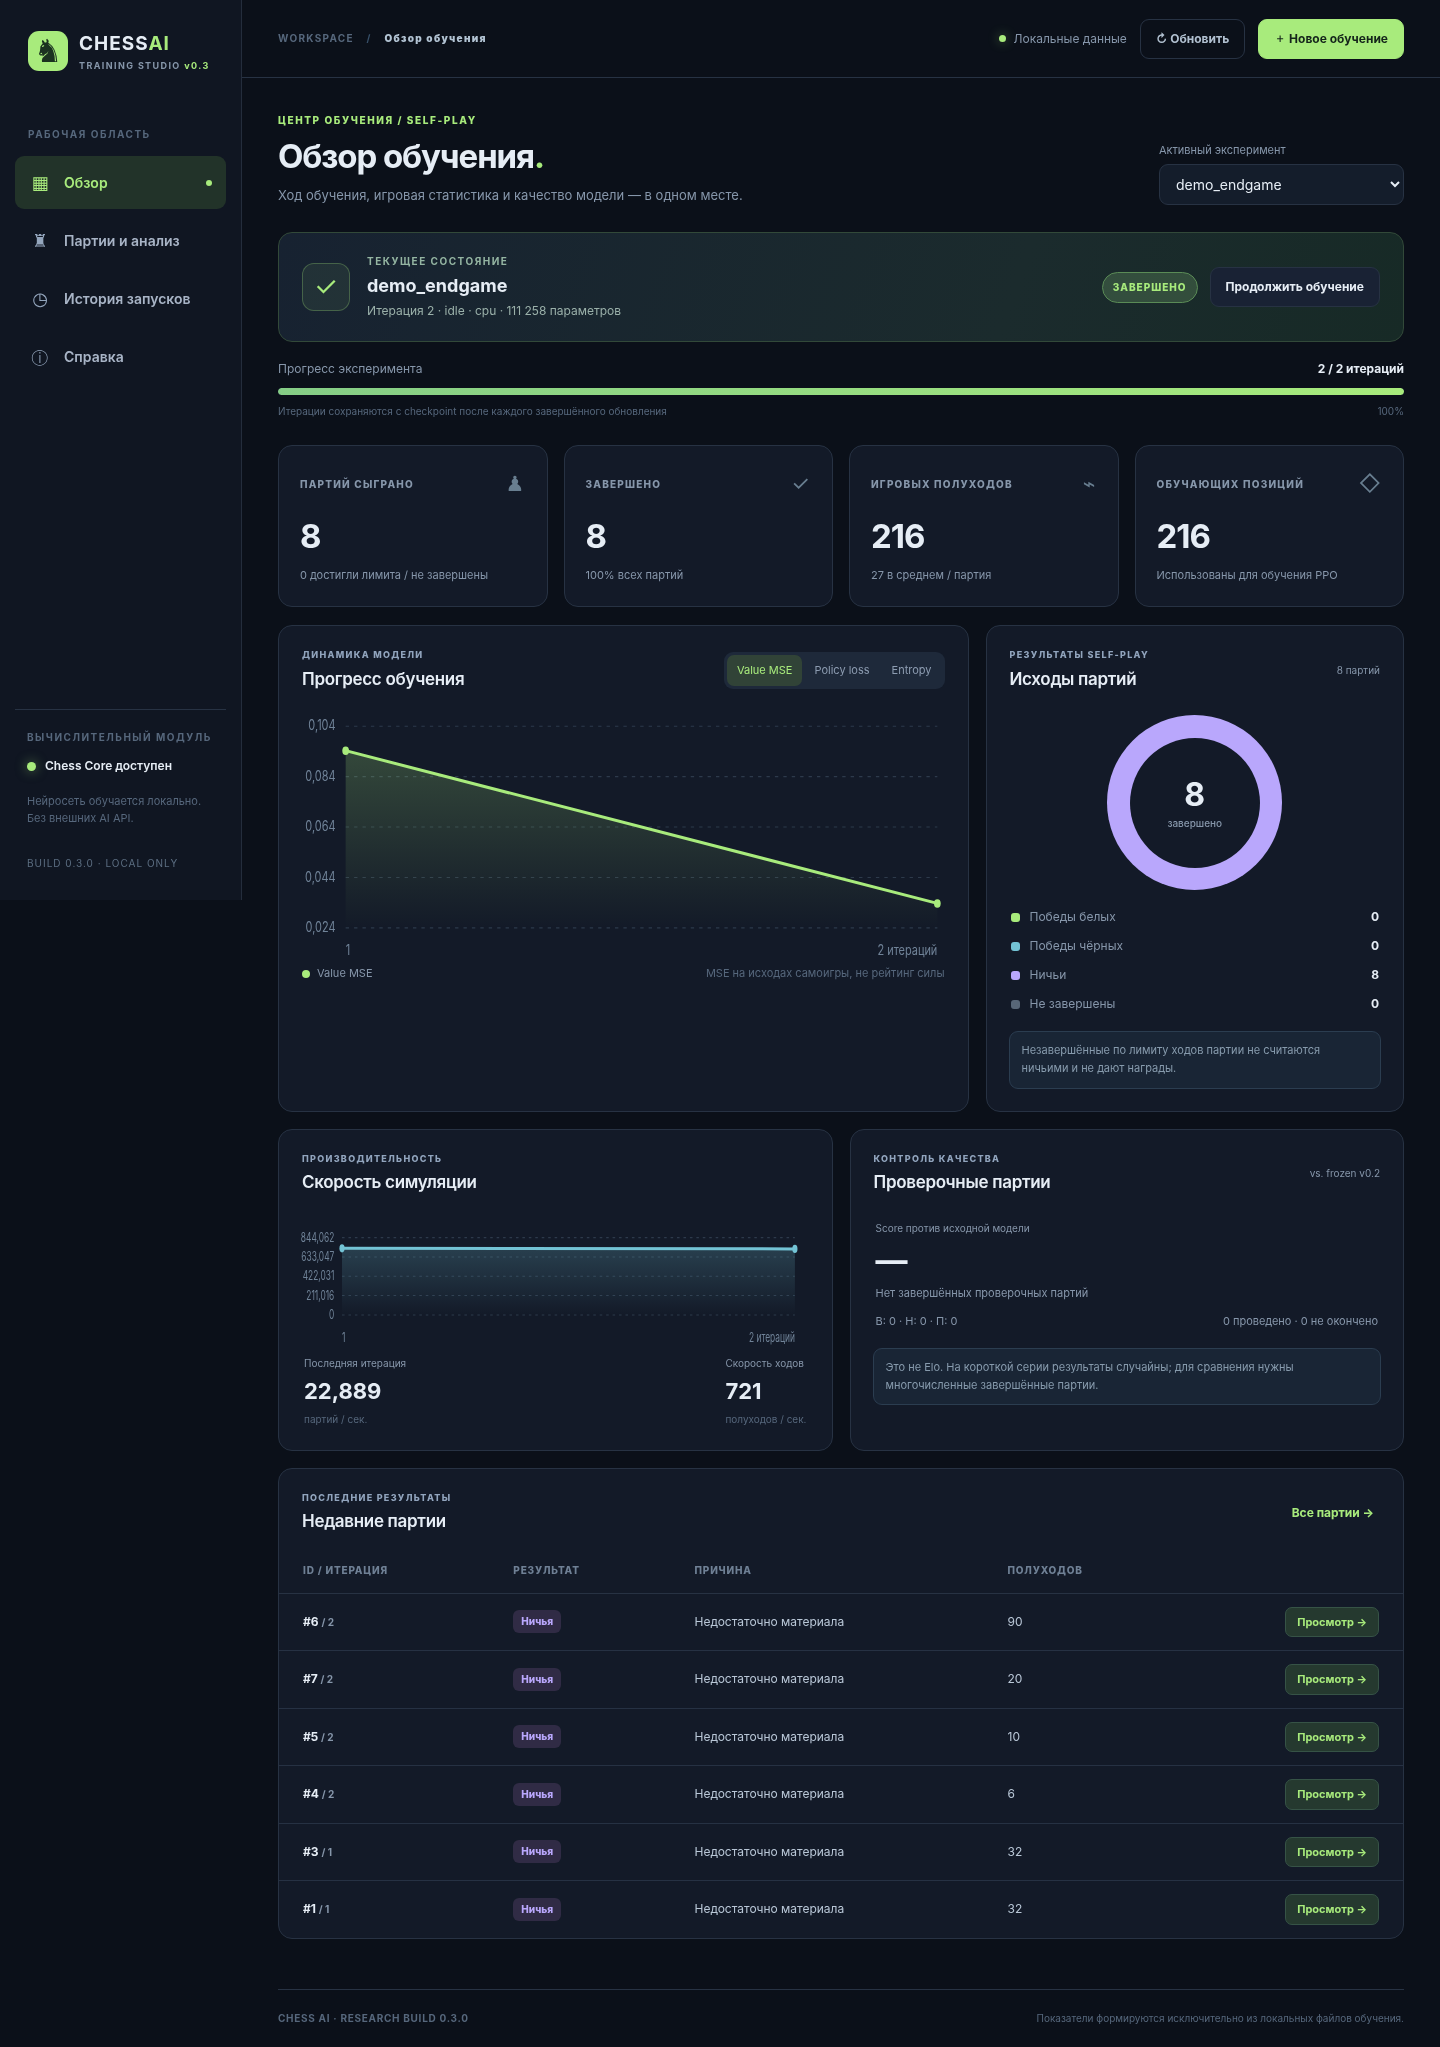 CHESSAI
TRAINING STUDIO v0.3
РАБОЧАЯ ОБЛАСТЬ
Обзор
Партии и анализ
История запусков
Справка
ВЫЧИСЛИТЕЛЬНЫЙ МОДУЛЬ
Chess Core доступен
Нейросеть обучается локально.
Без внешних AI API.
BUILD 0.3.0 · LOCAL ONLY
WORKSPACE / Обзор обучения
Локальные данные
↻ Обновить
+ Новое обучение
ЦЕНТР ОБУЧЕНИЯ / SELF-PLAY
Обзор обучения.
Ход обучения, игровая статистика и качество модели — в одном месте.
Активный эксперимент
demo_endgame
ТЕКУЩЕЕ СОСТОЯНИЕ
demo_endgame
Итерация 2 · idle · cpu · 111 258 параметров
ЗАВЕРШЕНО
Продолжить обучение
Прогресс эксперимента
2 / 2 итераций
Итерации сохраняются с checkpoint после каждого завершённого обновления
100%
ПАРТИЙ СЫГРАНО
8
0 достигли лимита / не завершены
ЗАВЕРШЕНО
8
100% всех партий
ИГРОВЫХ ПОЛУХОДОВ
216
27 в среднем / партия
ОБУЧАЮЩИХ ПОЗИЦИЙ
216
Использованы для обучения PPO
ДИНАМИКА МОДЕЛИ
Прогресс обучения
Value MSE
Policy loss
Entropy
0,104
0,084
0,064
0,044
0,024
1
2 итераций
Value MSE
MSE на исходах самоигры, не рейтинг силы
РЕЗУЛЬТАТЫ SELF-PLAY
Исходы партий
8 партий
8
завершено
Победы белых 0
Победы чёрных 0
Ничьи 8
Не завершены 0
Незавершённые по лимиту ходов партии не считаются
ничьими и не дают награды.
ПРОИЗВОДИТЕЛЬНОСТЬ
Скорость симуляции
844,062
633,047
422,031
211,016
0
1
2 итераций
Последняя итерация
22,889
партий / сек.
Скорость ходов
721
полуходов / сек.
КОНТРОЛЬ КАЧЕСТВА
Проверочные партии
vs. frozen v0.2
Score против исходной модели
—
Нет завершённых проверочных партий
В: 0 · Н: 0 · П: 0
0 проведено · 0 не окончено
Это не Elo. На короткой серии результаты случайны; для сравнения нужны
многочисленные завершённые партии.
ПОСЛЕДНИЕ РЕЗУЛЬТАТЫ
Недавние партии
Все партии →
ID / ИТЕРАЦИЯ РЕЗУЛЬТАТ ПРИЧИНА ПОЛУХОДОВ
#6 / 2 Ничья Недостаточно материала 90 Просмотр →
#7 / 2 Ничья Недостаточно материала 20 Просмотр →
#5 / 2 Ничья Недостаточно материала 10 Просмотр →
#4 / 2 Ничья Недостаточно материала 6 Просмотр →
#3 / 1 Ничья Недостаточно материала 32 Просмотр →
#1 / 1 Ничья Недостаточно материала 32 Просмотр →
CHESS AI · RESEARCH BUILD 0.3.0
Показатели формируются исключительно из локальных файлов обучения.